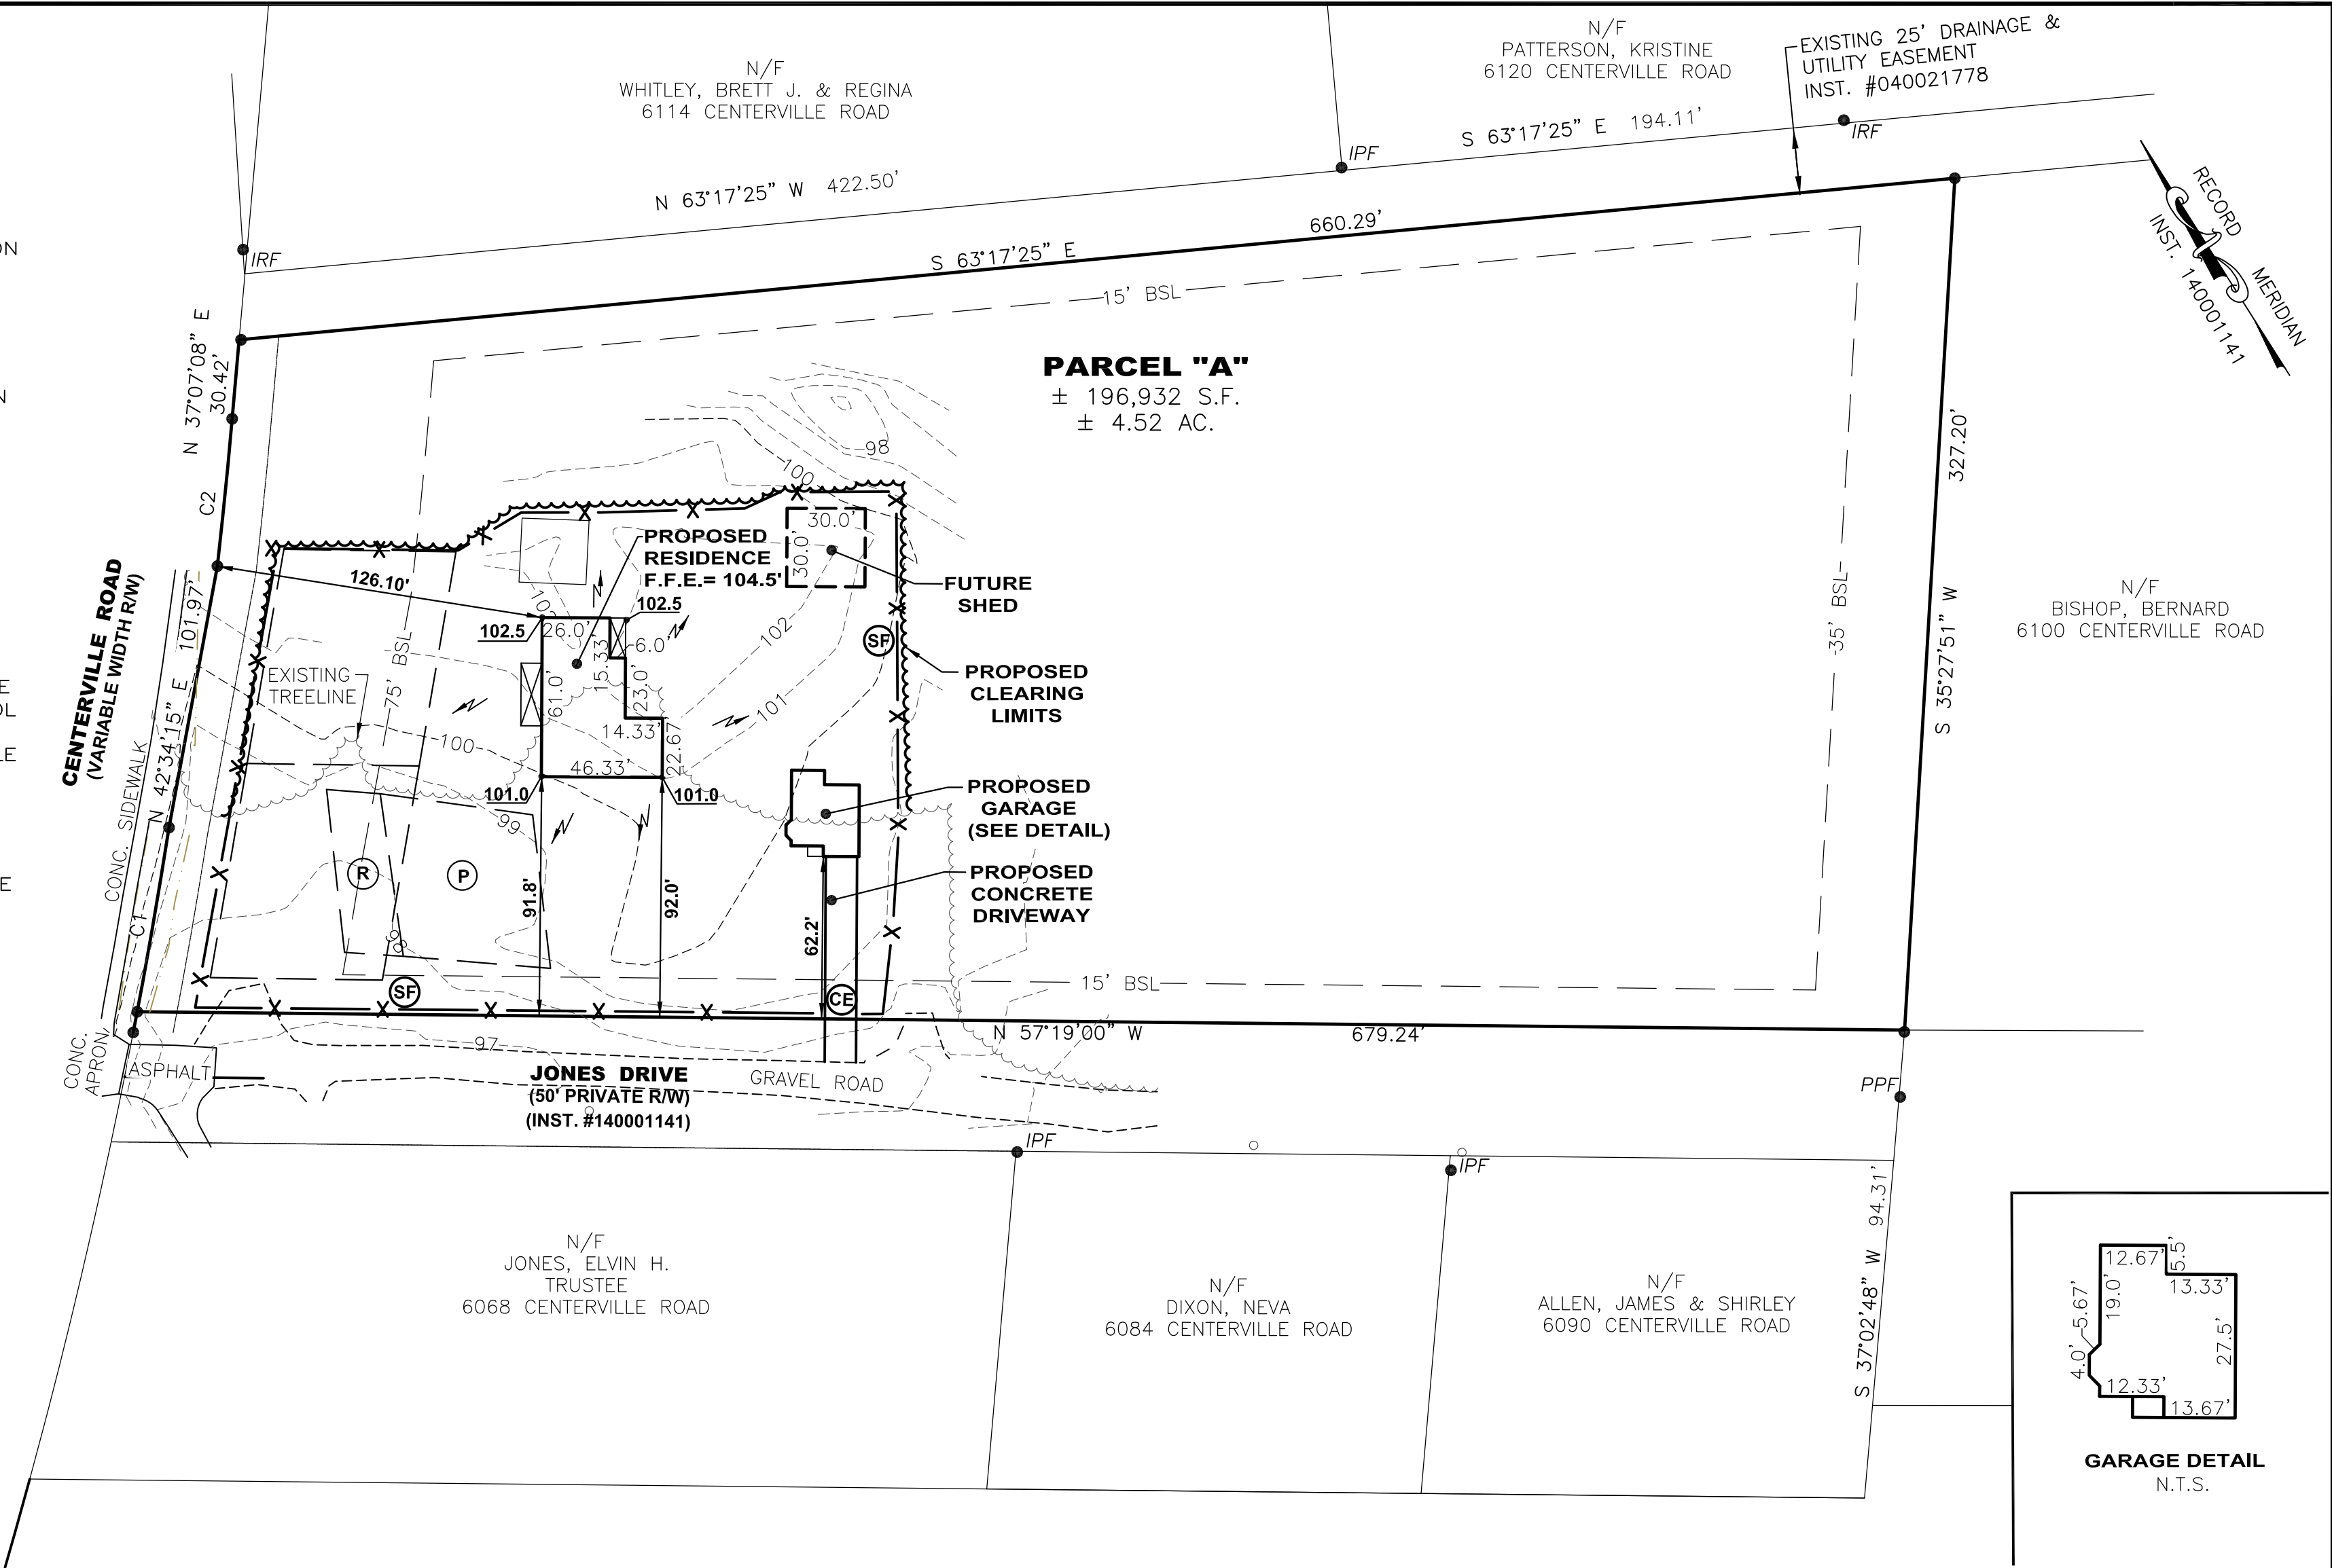 N/F
WHITLEY, BRETT J. & REGINA
6114 CENTERVILLE ROAD
N/F
PATTERSON, KRISTINE
6120 CENTERVILLE ROAD
EXISTING 25' DRAINAGE &
UTILITY EASEMENT
INST. #040021778
S 63°17'25" E 194.11'
IRF
IPF
N 63°17'25" W 422.50'
IRF
S 63°17'25" E
660.29'
RECORD
MERIDIAN
INST. 140001141
15' BSL
PARCEL "A"
± 196,932 S.F.
± 4.52 AC.
N 37°07'08" E
30.42'
C2
98
100
327.20'
S 35°27'51" W
35' BSL
N/F
BISHOP, BERNARD
6100 CENTERVILLE ROAD
PROPOSED
RESIDENCE
F.F.E.= 104.5'
30.0'
30.0'
FUTURE
SHED
126.10'
102.5
102.5
26.0'
6.0'
15.33'
23.0'
61.0'
14.33'
22.67
46.33'
101.0
101.0
102
101
SF
PROPOSED
CLEARING
LIMITS
CENTERVILLE ROAD
(VARIABLE WIDTH R/W)
N 42°34'15" E 101.97'
CONC. SIDEWALK
EXISTING
TREELINE
75' BSL
100
99
98
R
P
C1
91.8'
92.0'
62.2'
PROPOSED
GARAGE
(SEE DETAIL)
PROPOSED
CONCRETE
DRIVEWAY
SF
CE
15' BSL
N 57°19'00" W
679.24'
97
CONC.
APRON
ASPHALT
JONES DRIVE
(50' PRIVATE R/W)
(INST. #140001141)
GRAVEL ROAD
PPF
IPF
IPF
S 37°02'48" W 94.31'
N/F
JONES, ELVIN H.
TRUSTEE
6068 CENTERVILLE ROAD
N/F
DIXON, NEVA
6084 CENTERVILLE ROAD
N/F
ALLEN, JAMES & SHIRLEY
6090 CENTERVILLE ROAD
12.67'
5.5'
13.33'
19.0'
5.67'
4.0'
27.5'
12.33'
13.67'
GARAGE DETAIL
N.T.S.